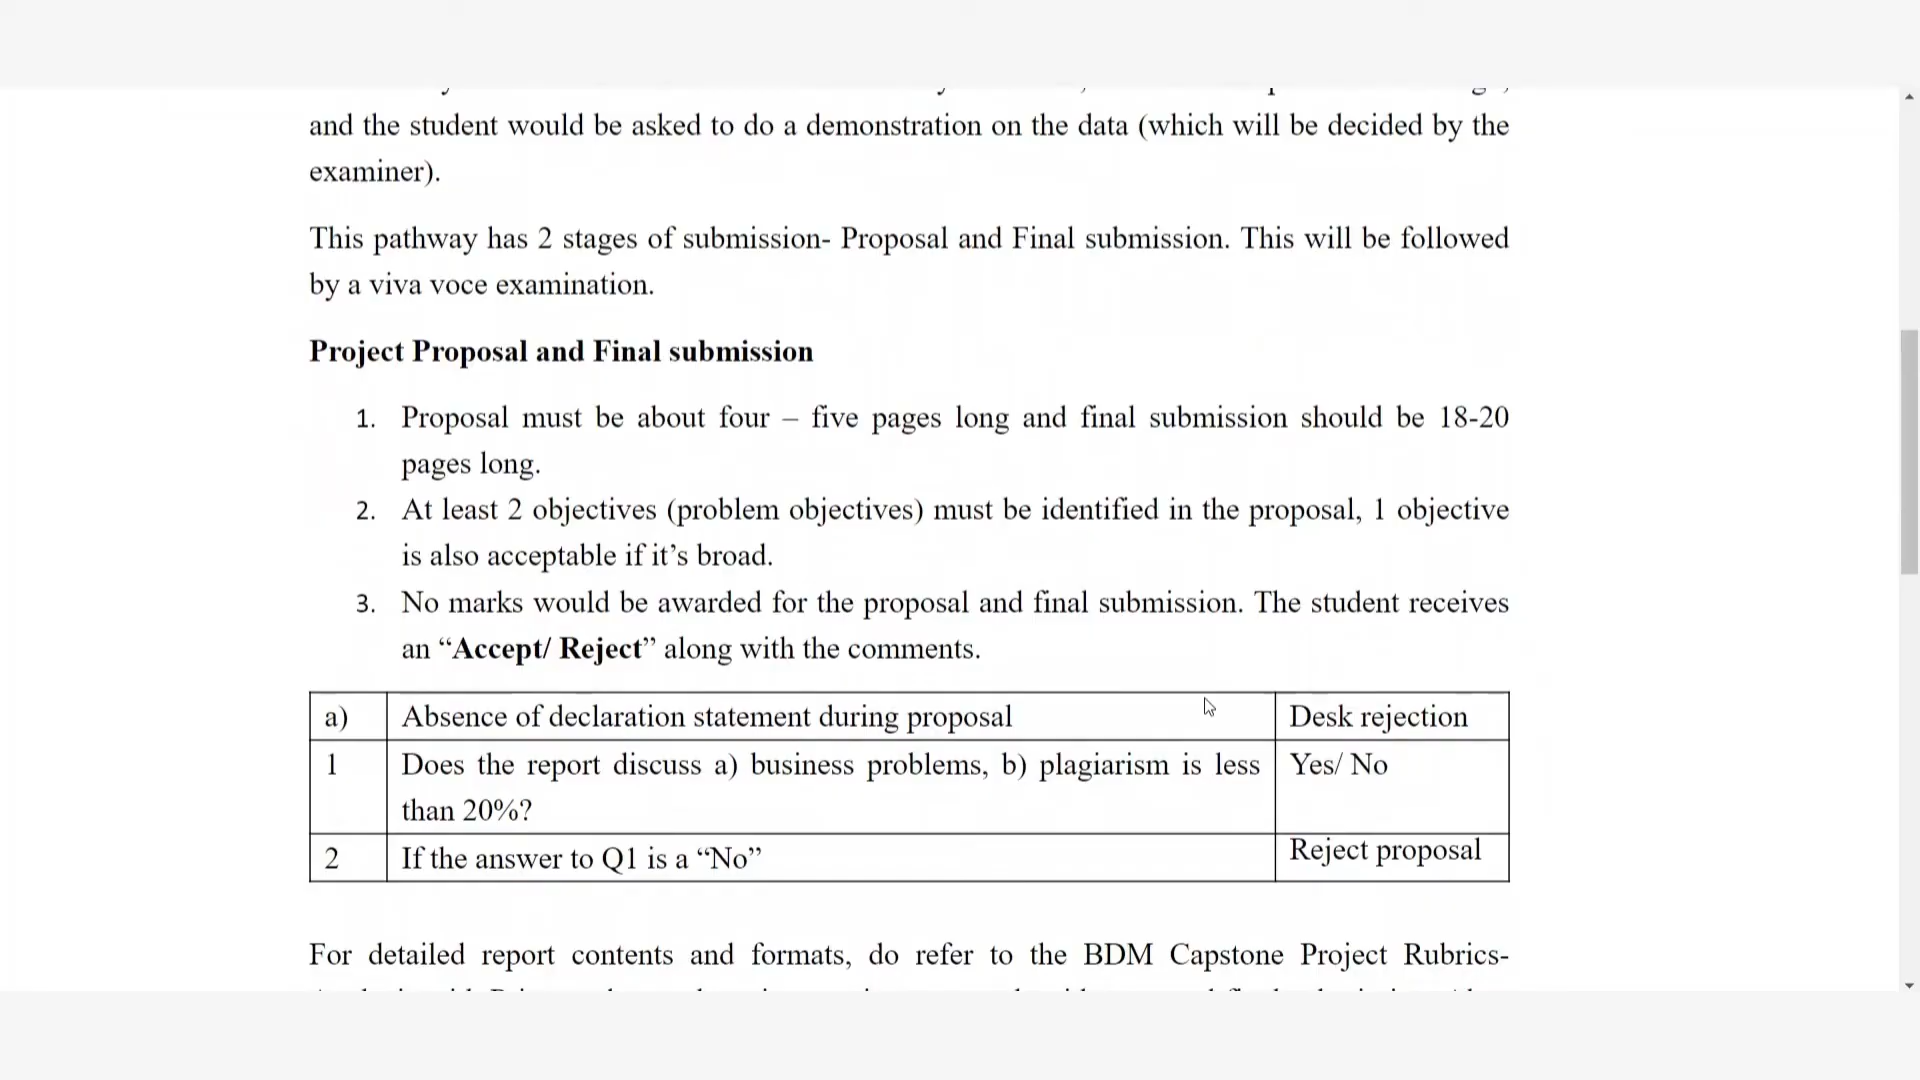 and the student would be asked to do a demonstration on the data (which will be decided by the
examiner).
This pathway has 2 stages of submission- Proposal and Final submission. This will be followed
by a viva voce examination.
Project Proposal and Final submission
1. Proposal must be about four – five pages long and final submission should be 18-20
pages long.
2. At least 2 objectives (problem objectives) must be identified in the proposal, 1 objective
is also acceptable if it’s broad.
3. No marks would be awarded for the proposal and final submission. The student receives
an “Accept/ Reject” along with the comments.
a) Absence of declaration statement during proposal Desk rejection
1 Does the report discuss a) business problems, b) plagiarism is less Yes/ No
than 20%?
2 If the answer to Q1 is a “No” Reject proposal
For detailed report contents and formats, do refer to the BDM Capstone Project Rubrics-